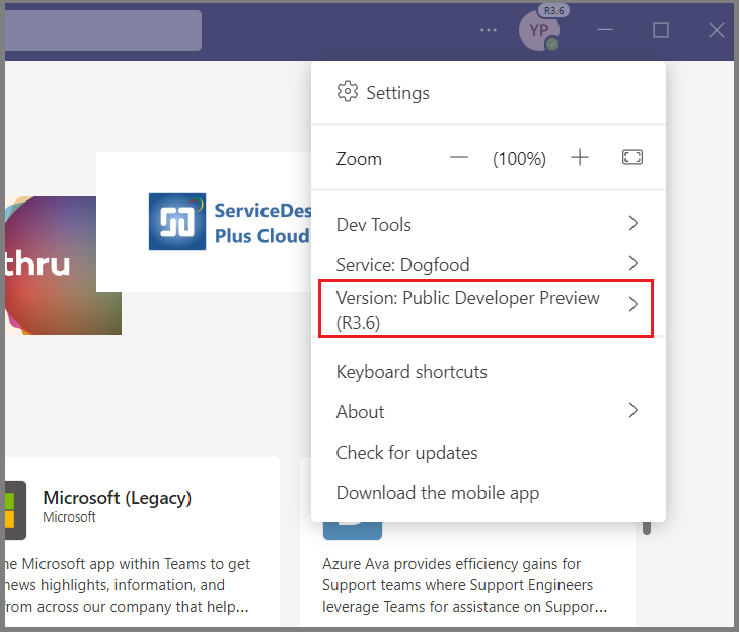 R3.6
YP
Settings
Zoom
(100%)
Dev Tools
Service: Dogfood
Version: Public Developer Preview
(R3.6)
Keyboard shortcuts
About
Check for updates
Download the mobile app
thru
ServiceDes
Plus Cloud
Microsoft (Legacy)
Microsoft
he Microsoft app within Teams to get
news highlights, information, and
from across our company that help...
Azure Ava provides efficiency gains for
Support teams where Support Engineers
leverage Teams for assistance on Suppor...